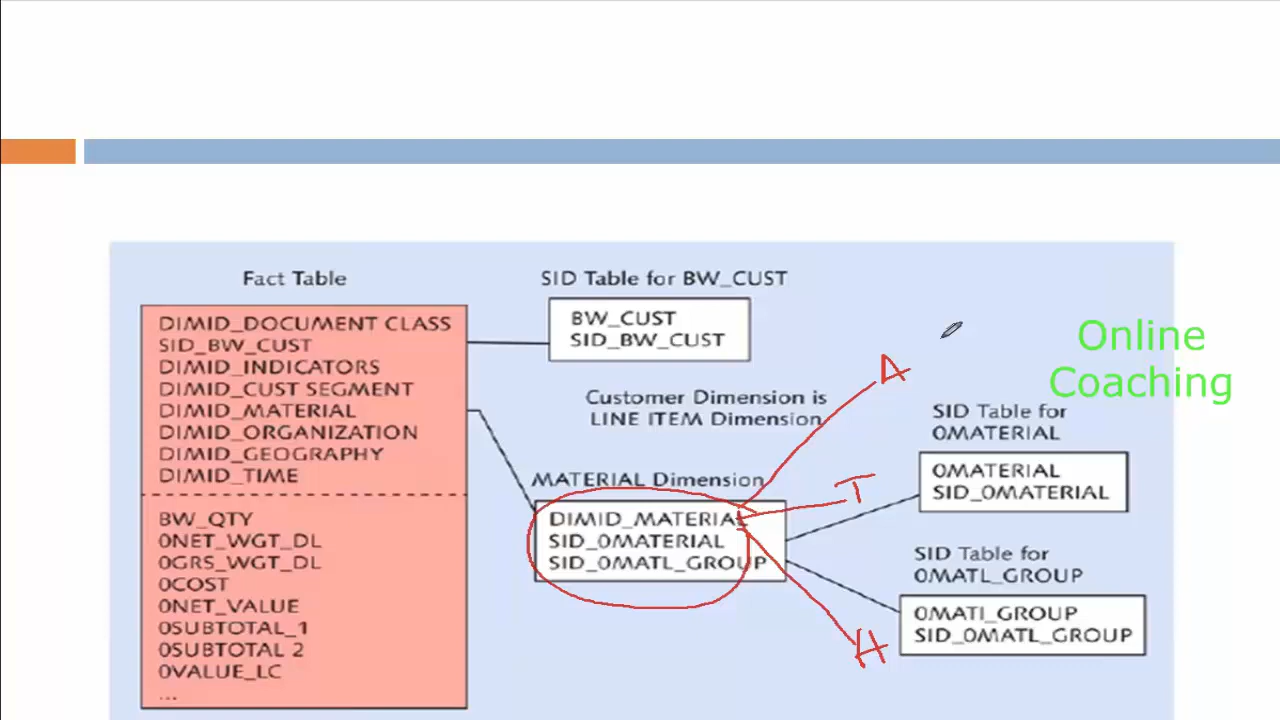 Fact Table
DIMID_DOCUMENT CLASS
SID_BW_CUST
DIMID_INDICATORS
DIMID_CUST SEGMENT
DIMID_MATERIAL
DIMID_ORGANIZATION
DIMID_GEOGRAPHY
DIMID_TIME
BW_QTY
0NET_WGT_DL
0GRS_WGT_DL
0COST
0NET_VALUE
0SUBTOTAL_1
0SUBTOTAL 2
0VALUE_LC
...
SID Table for BW_CUST
BW_CUST
SID_BW_CUST
Customer Dimension is
LINE ITEM Dimension
MATERIAL Dimension
DIMID_MATERIAL
SID_0MATERIAL
SID_0MATL_GROUP
A
T
H
Online
Coaching
SID Table for
0MATERIAL
0MATERIAL
SID_0MATERIAL
SID Table for
0MATL_GROUP
0MATL_GROUP
SID_0MATL_GROUP